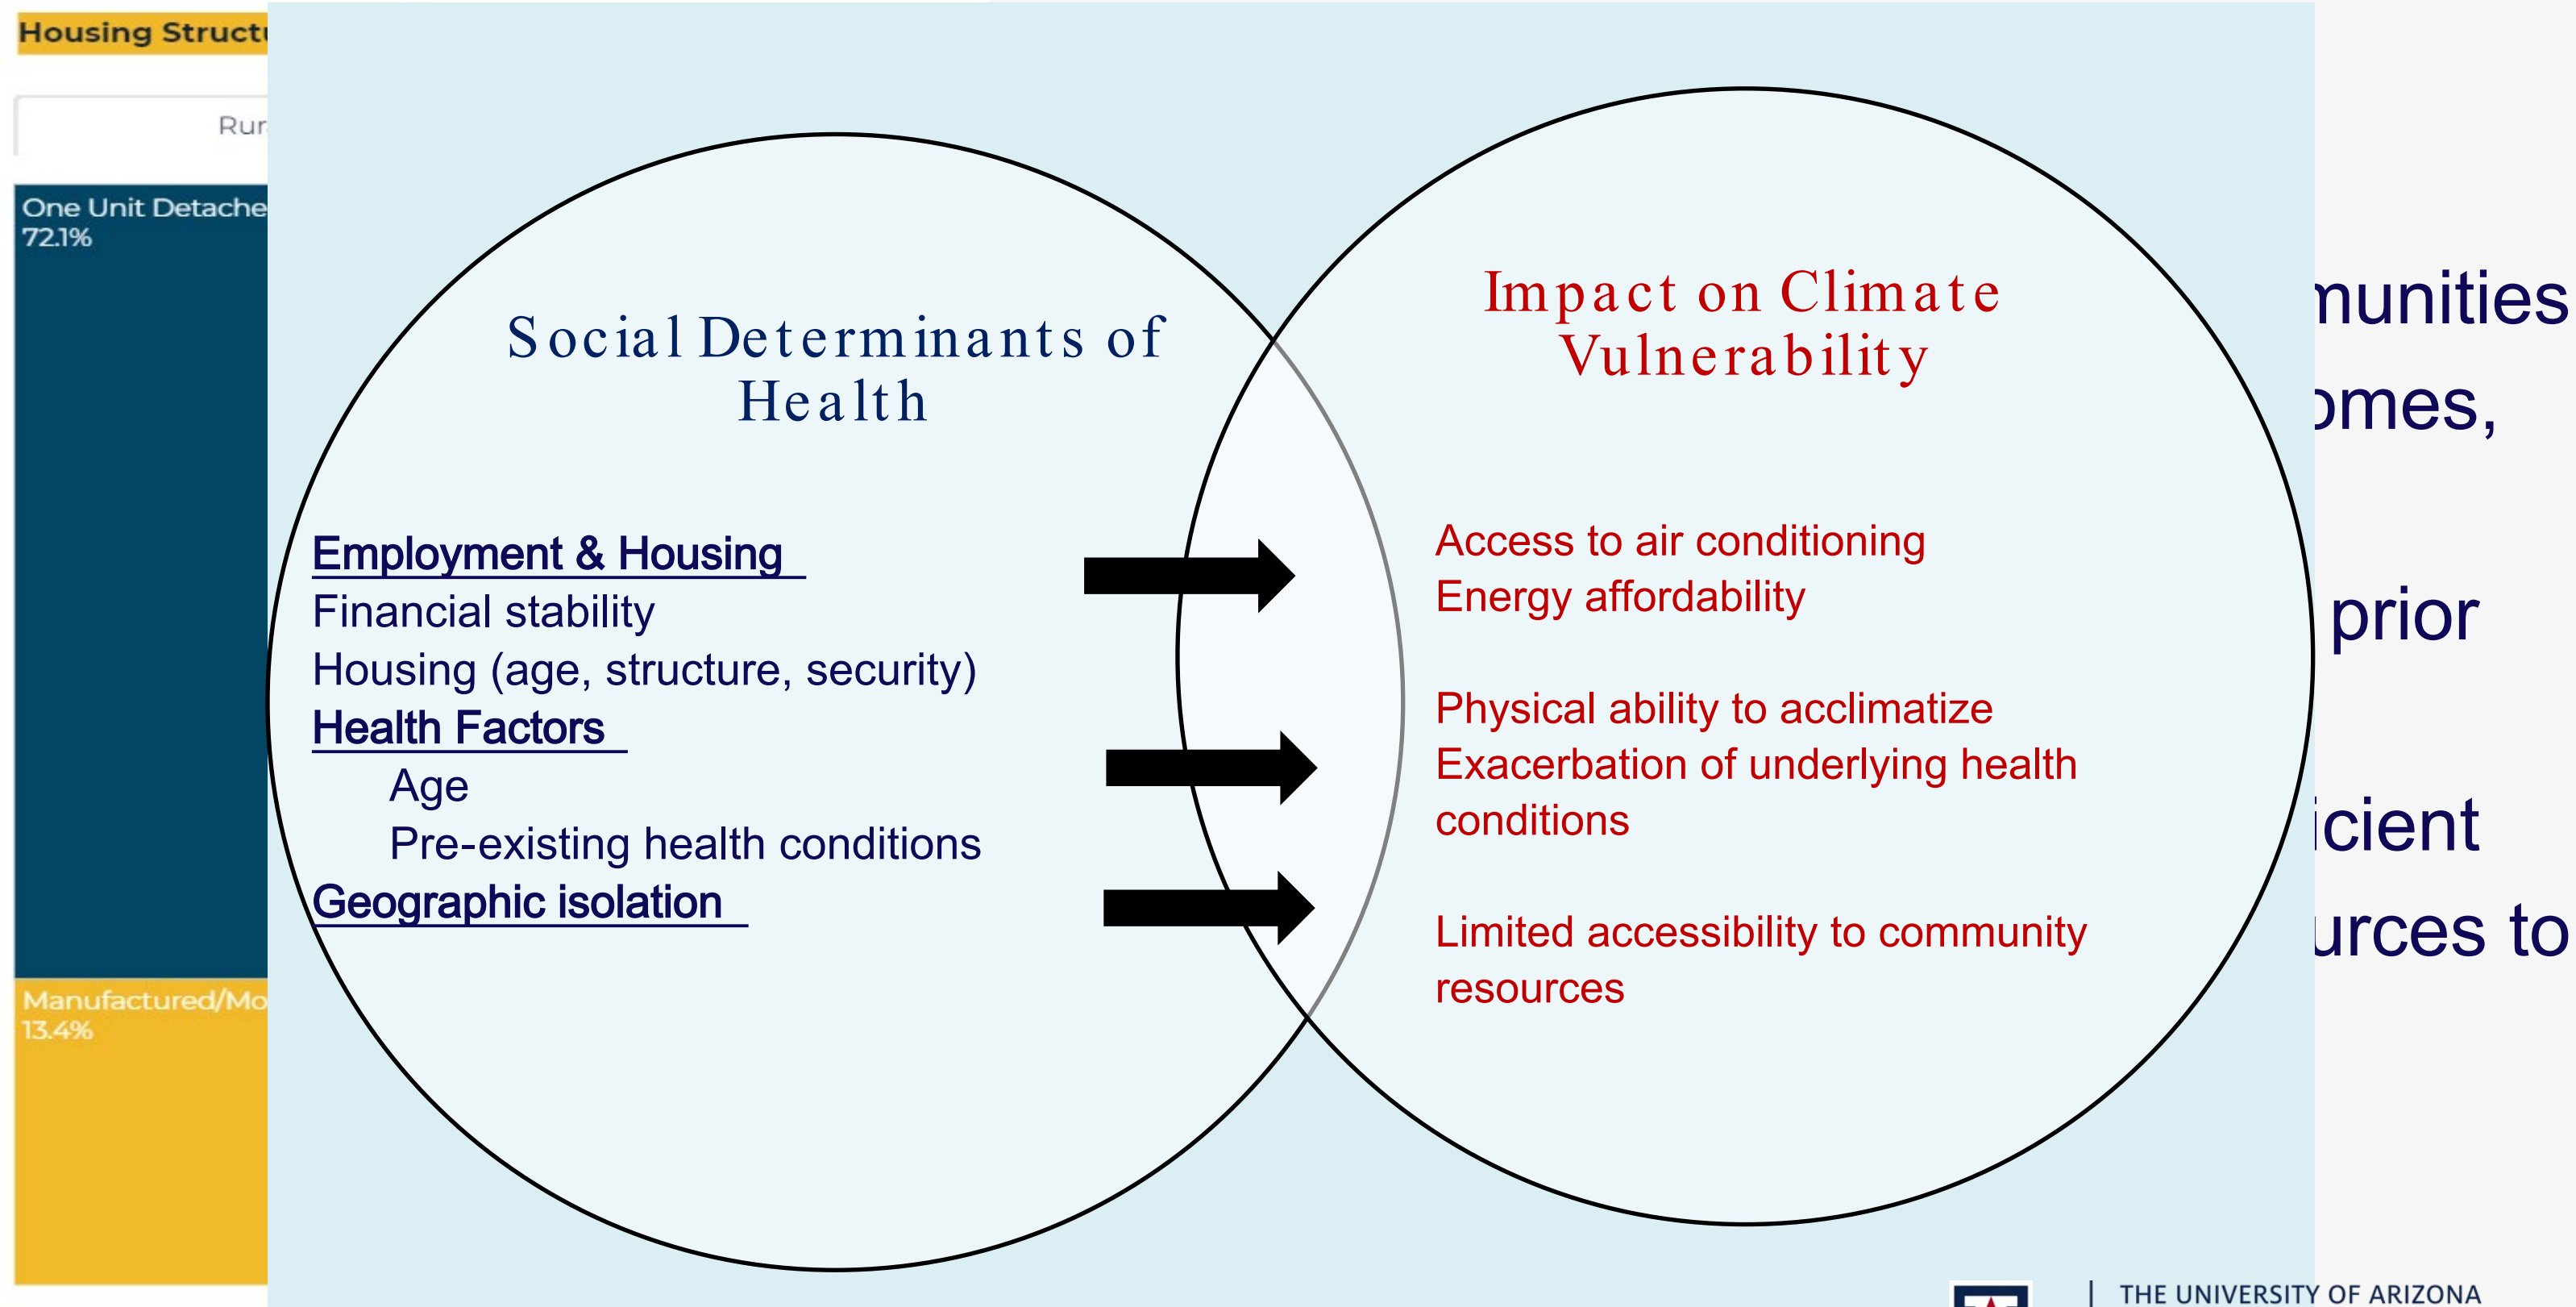 Housing Struct
Rur
One Unit Detache
72.1%
Manufactured/Mo
13.4%
Social Determinants of
Health
Employment & Housing
Financial stability
Housing (age, structure, security)
Health Factors
Age
Pre-existing health conditions
Geographic isolation
Impact on Climate
Vulnerability
Access to air conditioning
Energy affordability
Physical ability to acclimatize
Exacerbation of underlying health
conditions
Limited accessibility to community
resources
munities
omes,
prior
icient
urces to
THE UNIVERSITY OF ARIZONA